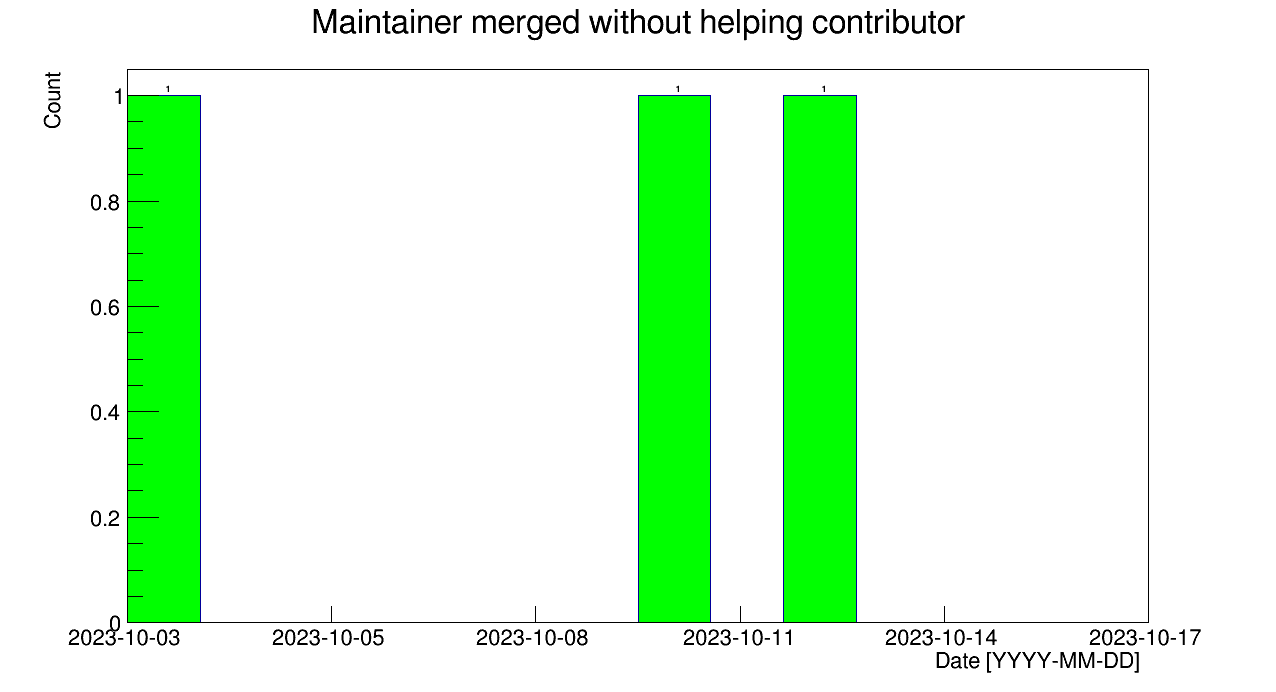 Maintainer merged without helping contributor
Count
1 1 1
1
0.8
0.6
0.4
0.2
0
2023-10-03 2023-10-05 2023-10-08 2023-10-11 2023-10-14 2023-10-17
Date [YYYY-MM-DD]